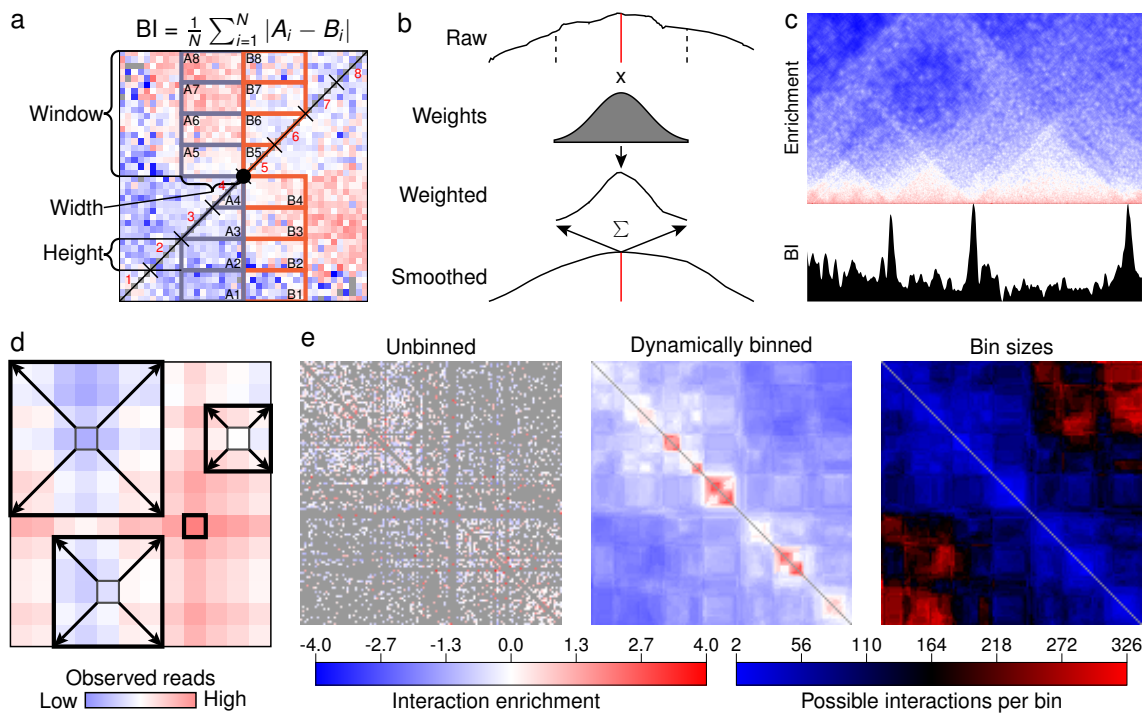 a
BI = 1/N ∑_{i=1}^{N} |A_i − B_i|
A8 B8
8
A7 B7
7
Window
A6 B6
6
A5 B5
5
4
Width
A4 B4
3
A3 B3
2
Height
A2 B2
1
A1 B1
b
Raw
x
Weights
Weighted
Σ
Smoothed
c
Enrichment
BI
d
Observed reads
Low High
e
Unbinned Dynamically binned Bin sizes
-4.0 -2.7 -1.3 0.0 1.3 2.7 4.0
Interaction enrichment
2 56 110 164 218 272 326
Possible interactions per bin